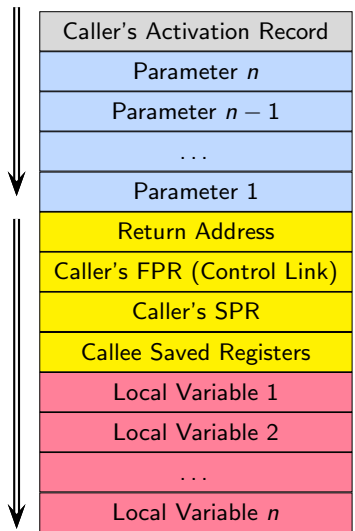 Caller's Activation Record
Parameter n
Parameter n − 1
. . .
Parameter 1
Return Address
Caller's FPR (Control Link)
Caller's SPR
Callee Saved Registers
Local Variable 1
Local Variable 2
. . .
Local Variable n